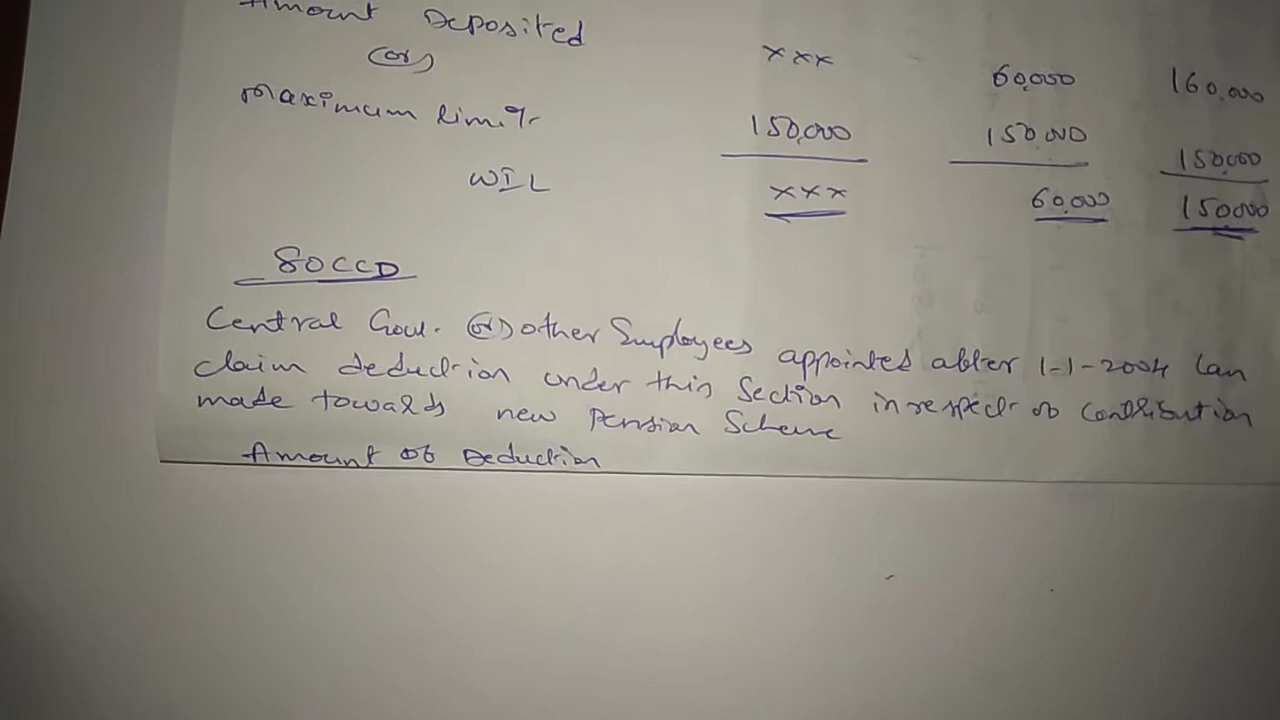 Amount Deposited xxx 60,000 160,000
(or)
Maximum limit 150,000 150,000 150,000
WIL xxx 60,000 150,000
80CCD
Central Govt. (or) other Employees appointed after 1-1-2004 Can
claim deduction under this Section in respect of Contribution
made towards new Pension Scheme
Amount of Deduction